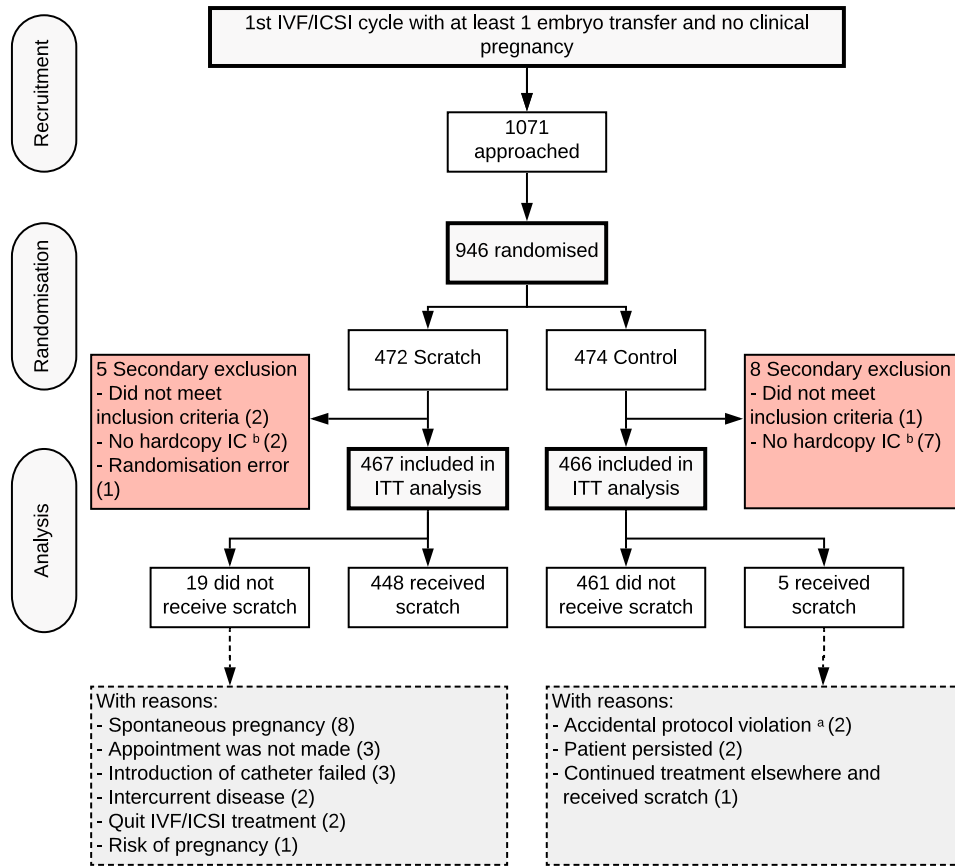 Recruitment
1st IVF/ICSI cycle with at least 1 embryo transfer and no clinical
pregnancy
1071
approached
Randomisation
946 randomised
472 Scratch
474 Control
5 Secondary exclusion
- Did not meet
inclusion criteria (2)
- No hardcopy IC ᵇ (2)
- Randomisation error
(1)
8 Secondary exclusion
- Did not meet
inclusion criteria (1)
- No hardcopy IC ᵇ (7)
Analysis
467 included in
ITT analysis
466 included in
ITT analysis
19 did not
receive scratch
448 received
scratch
461 did not
receive scratch
5 received
scratch
With reasons:
- Spontaneous pregnancy (8)
- Appointment was not made (3)
- Introduction of catheter failed (3)
- Intercurrent disease (2)
- Quit IVF/ICSI treatment (2)
- Risk of pregnancy (1)
With reasons:
- Accidental protocol violation ᵃ (2)
- Patient persisted (2)
- Continued treatment elsewhere and
received scratch (1)